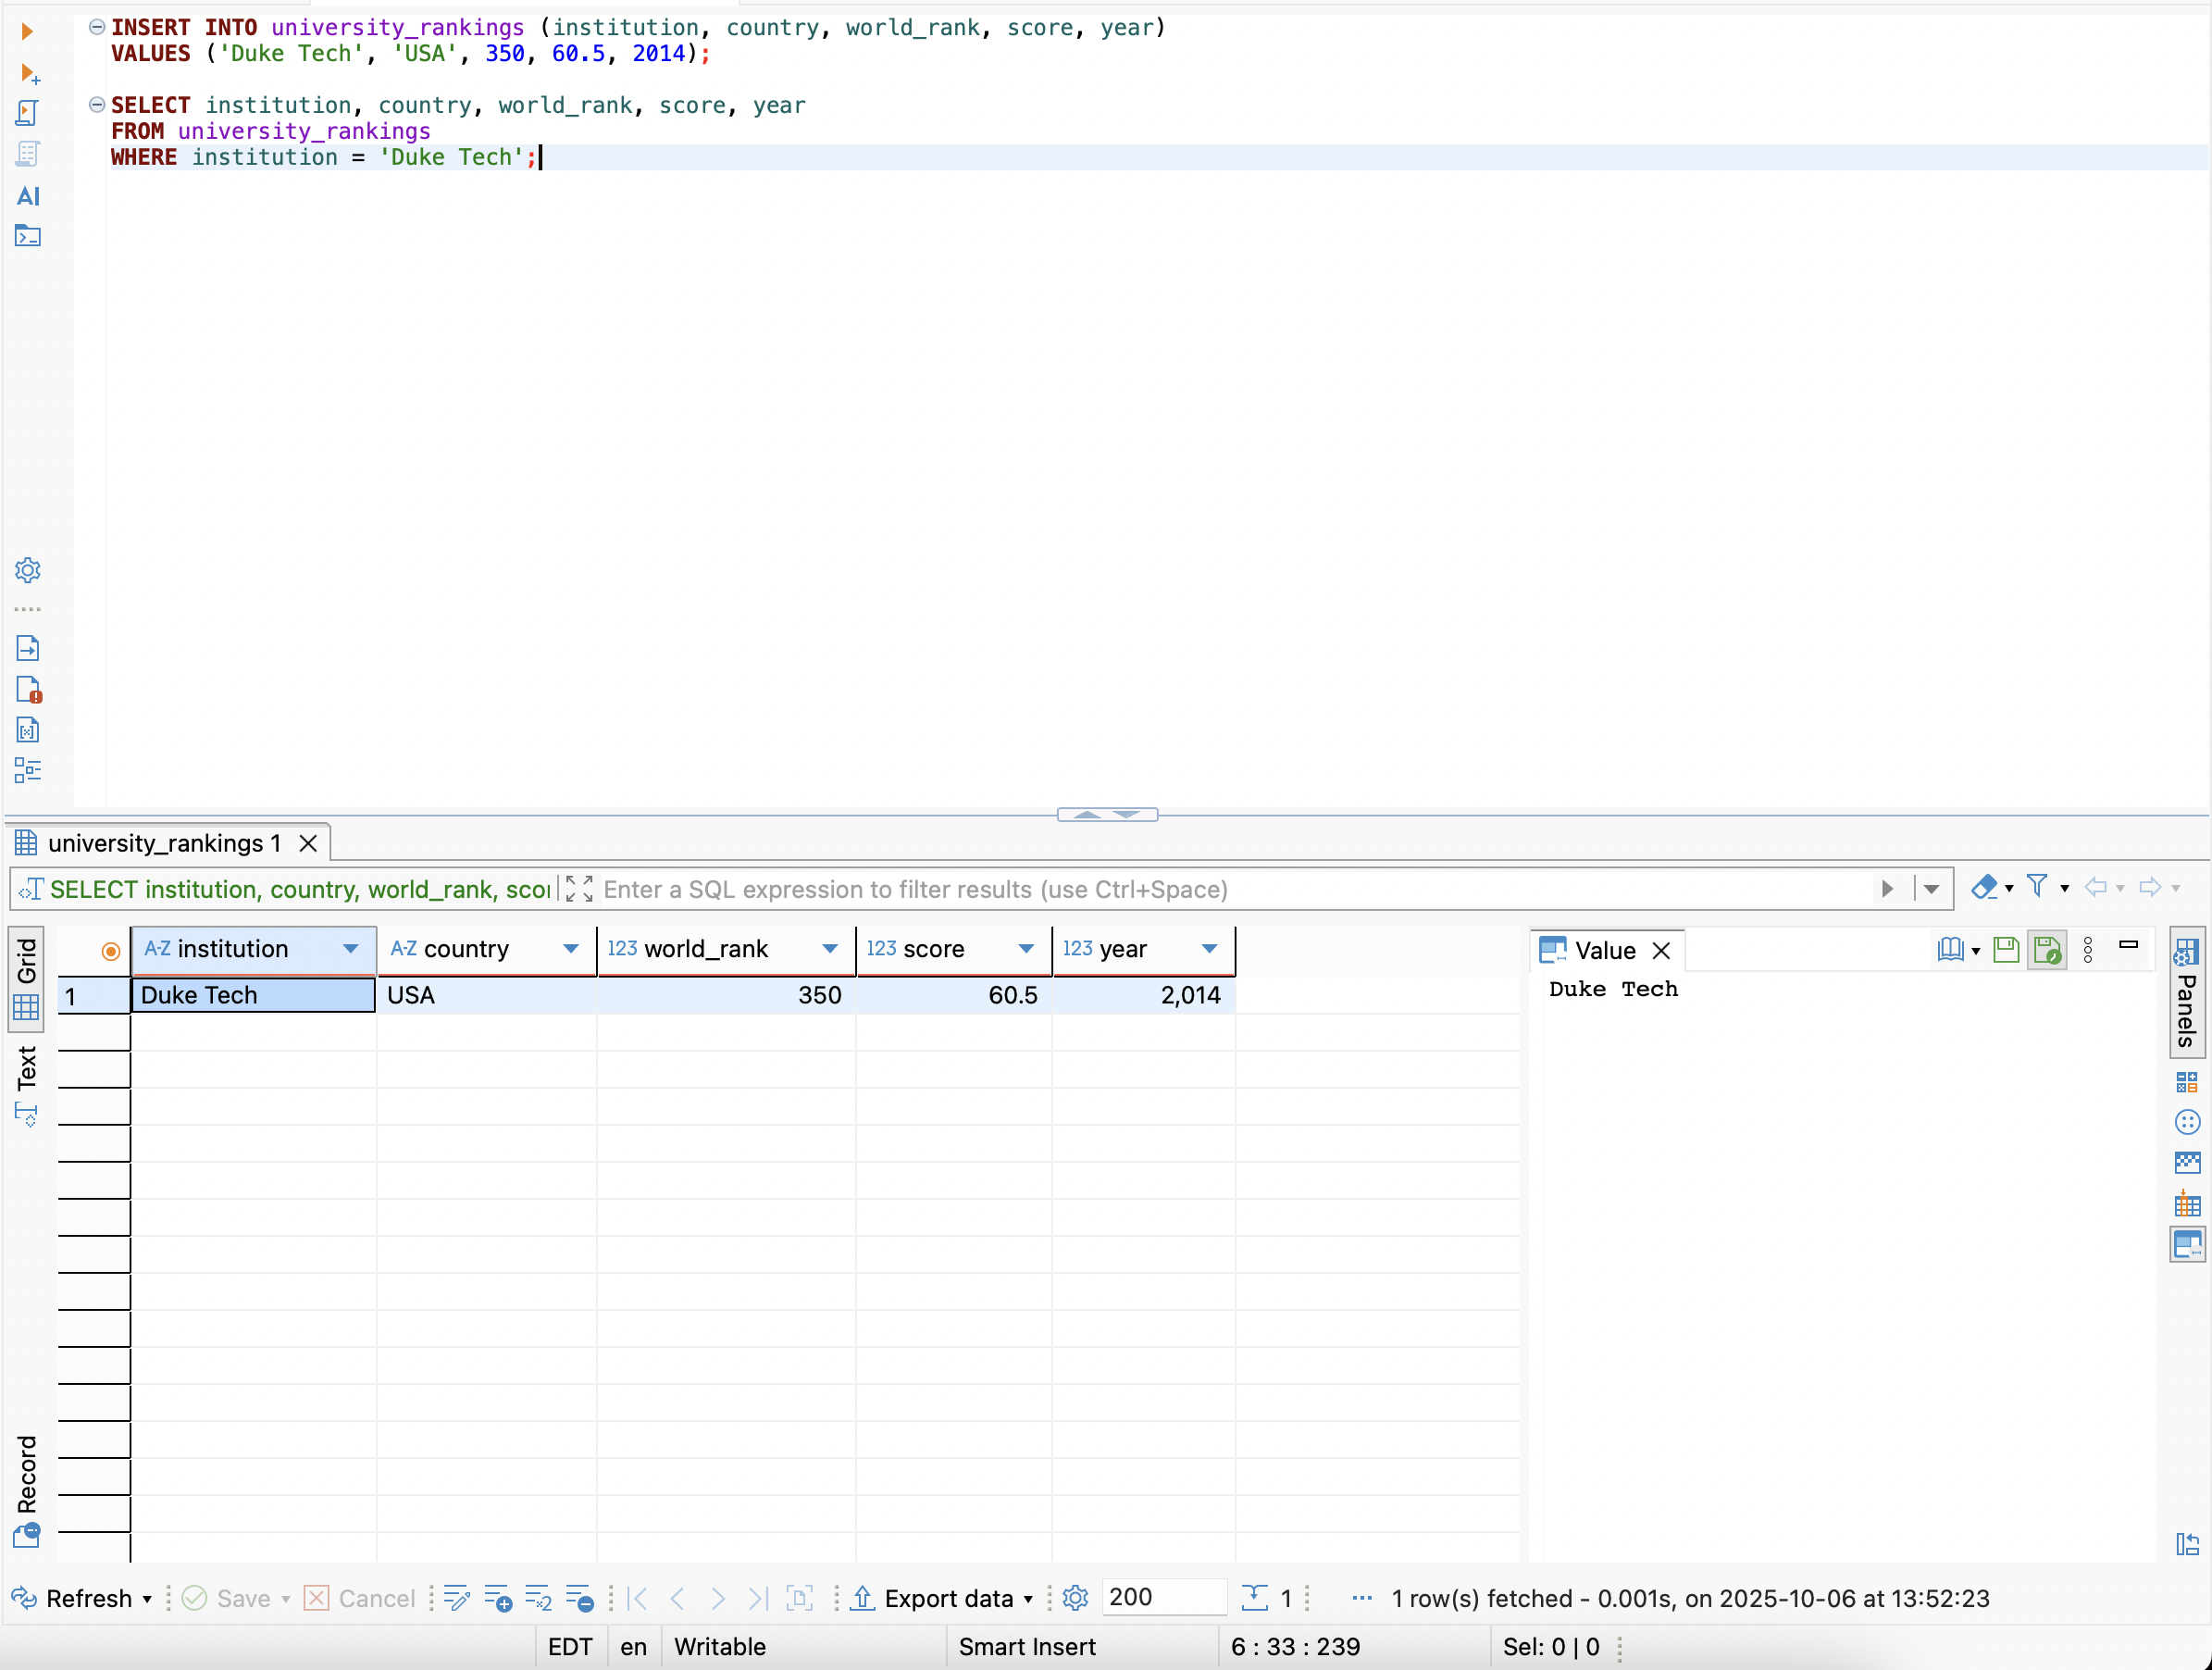 INSERT INTO university_rankings (institution, country, world_rank, score, year)
VALUES ('Duke Tech', 'USA', 350, 60.5, 2014);
SELECT institution, country, world_rank, score, year
FROM university_rankings
WHERE institution = 'Duke Tech';
AI
university_rankings 1
SELECT institution, country, world_rank, scor
Enter a SQL expression to filter results (use Ctrl+Space)
Grid
Text
Record
A-Z institution A-Z country 123 world_rank 123 score 123 year
1 Duke Tech USA 350 60.5 2,014
Value
Duke Tech
Panels
Refresh Save Cancel Export data 200 1 ... 1 row(s) fetched - 0.001s, on 2025-10-06 at 13:52:23
EDT en Writable Smart Insert 6 : 33 : 239 Sel: 0 | 0